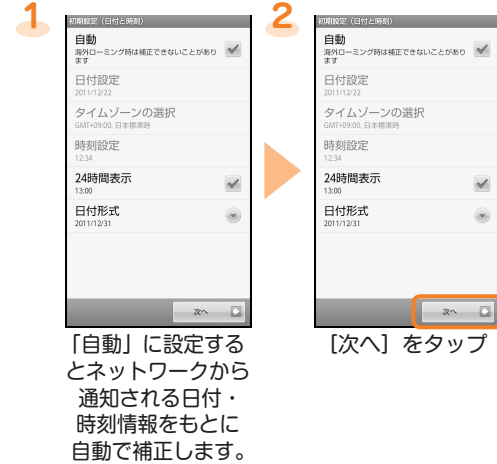 1
初期設定（日付と時刻）
自動
海外ローミング時は補正できないことがあり
ます
日付設定
2011/12/22
タイムゾーンの選択
GMT+09:00, 日本標準時
時刻設定
12:34
24時間表示
13:00
日付形式
2011/12/31
次へ
「自動」に設定する
とネットワークから
通知される日付・
時刻情報をもとに
自動で補正します。
2
初期設定（日付と時刻）
自動
海外ローミング時は補正できないことがあり
ます
日付設定
2011/12/22
タイムゾーンの選択
GMT+09:00, 日本標準時
時刻設定
12:34
24時間表示
13:00
日付形式
2011/12/31
次へ
［次へ］をタップ